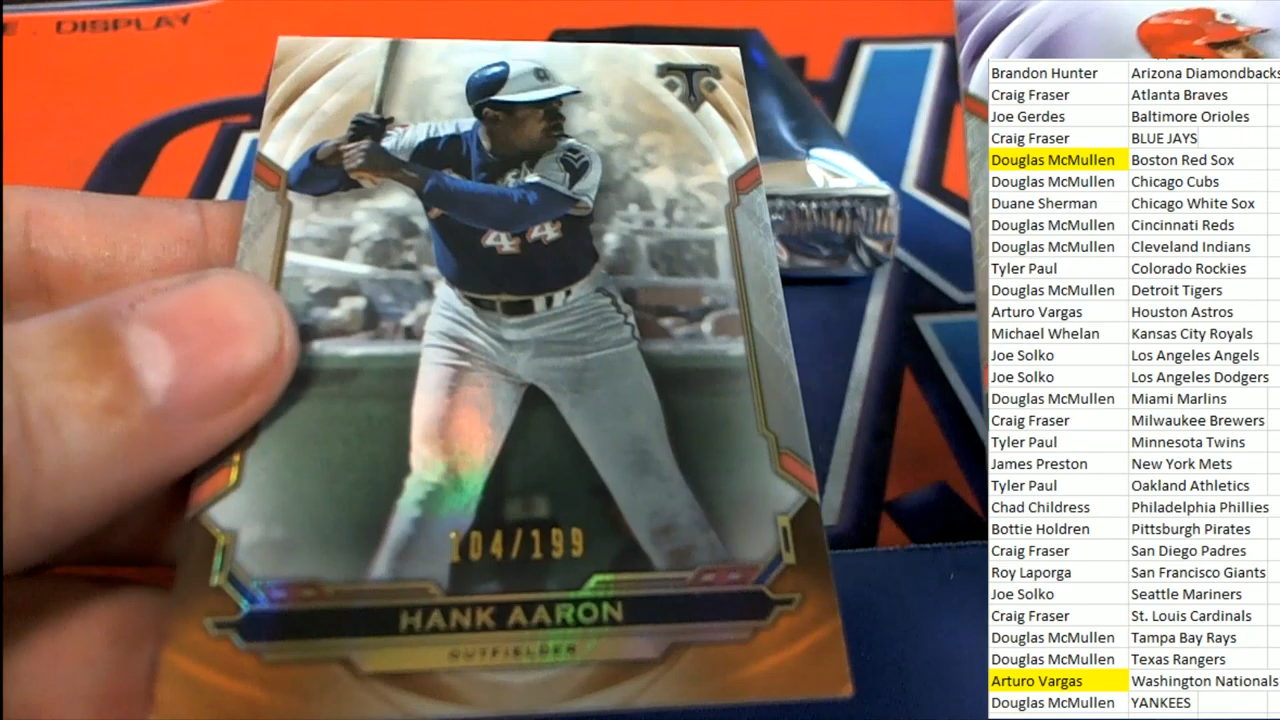 DISPLAY
44
104/199
HANK AARON
OUTFIELDER
Brandon Hunter Arizona Diamondbacks
Craig Fraser Atlanta Braves
Joe Gerdes Baltimore Orioles
Craig Fraser BLUE JAYS
Douglas McMullen Boston Red Sox
Douglas McMullen Chicago Cubs
Duane Sherman Chicago White Sox
Douglas McMullen Cincinnati Reds
Douglas McMullen Cleveland Indians
Tyler Paul Colorado Rockies
Douglas McMullen Detroit Tigers
Arturo Vargas Houston Astros
Michael Whelan Kansas City Royals
Joe Solko Los Angeles Angels
Joe Solko Los Angeles Dodgers
Douglas McMullen Miami Marlins
Craig Fraser Milwaukee Brewers
Tyler Paul Minnesota Twins
James Preston New York Mets
Tyler Paul Oakland Athletics
Chad Childress Philadelphia Phillies
Bottie Holdren Pittsburgh Pirates
Craig Fraser San Diego Padres
Roy Laporga San Francisco Giants
Joe Solko Seattle Mariners
Craig Fraser St. Louis Cardinals
Douglas McMullen Tampa Bay Rays
Douglas McMullen Texas Rangers
Arturo Vargas Washington Nationals
Douglas McMullen YANKEES